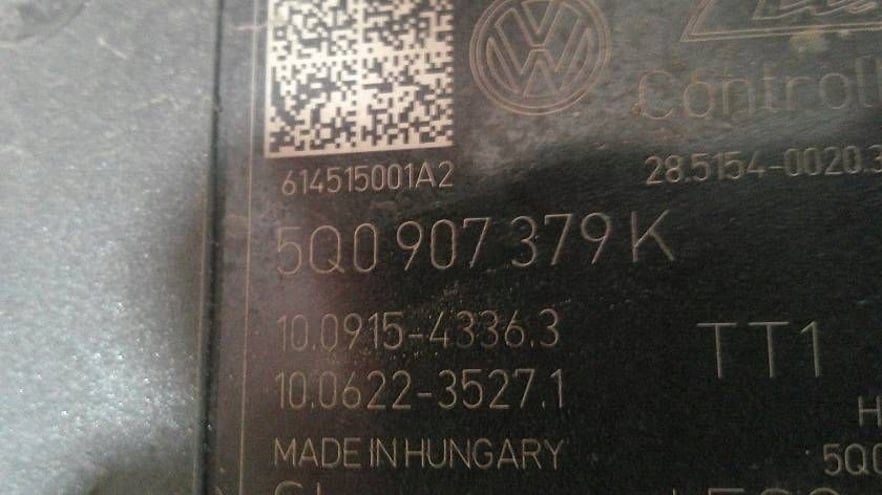 Controll
614515001A2
28.5154-0020.3
5Q0 907 379 K
10.0915-4336.3
TT1
10.0622-3527.1
H
MADE IN HUNGARY
5Q0